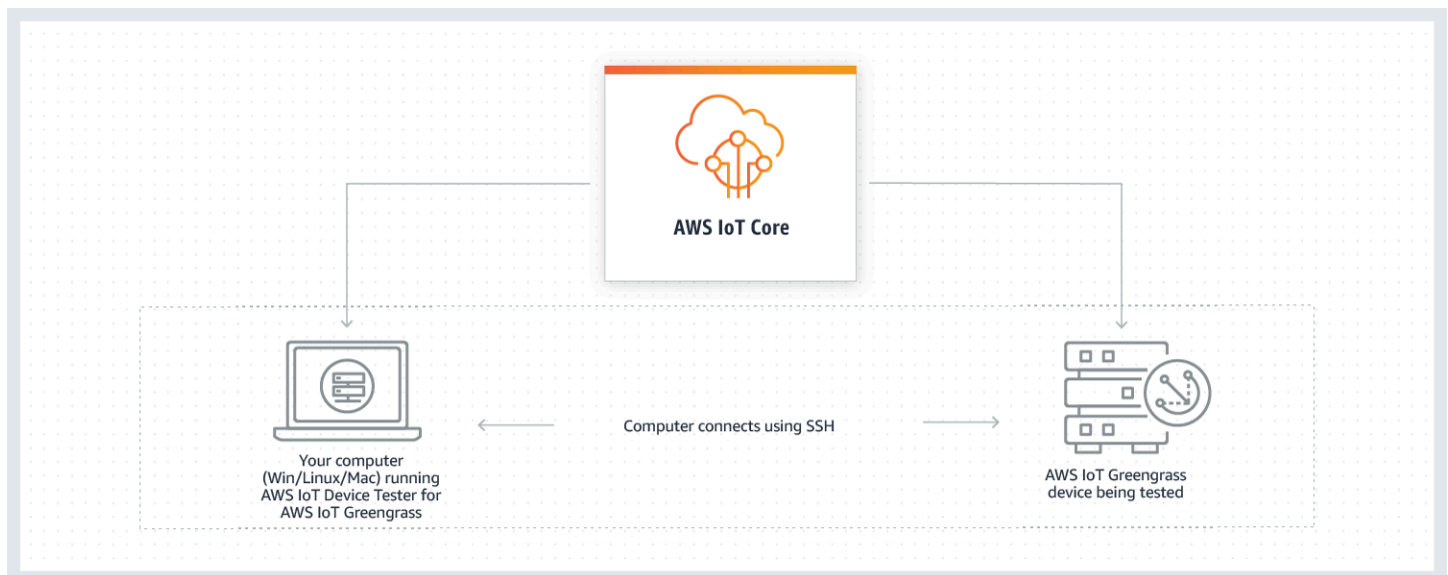 AWS IoT Core
Computer connects using SSH
Your computer
(Win/Linux/Mac) running
AWS IoT Device Tester for
AWS IoT Greengrass
AWS IoT Greengrass
device being tested